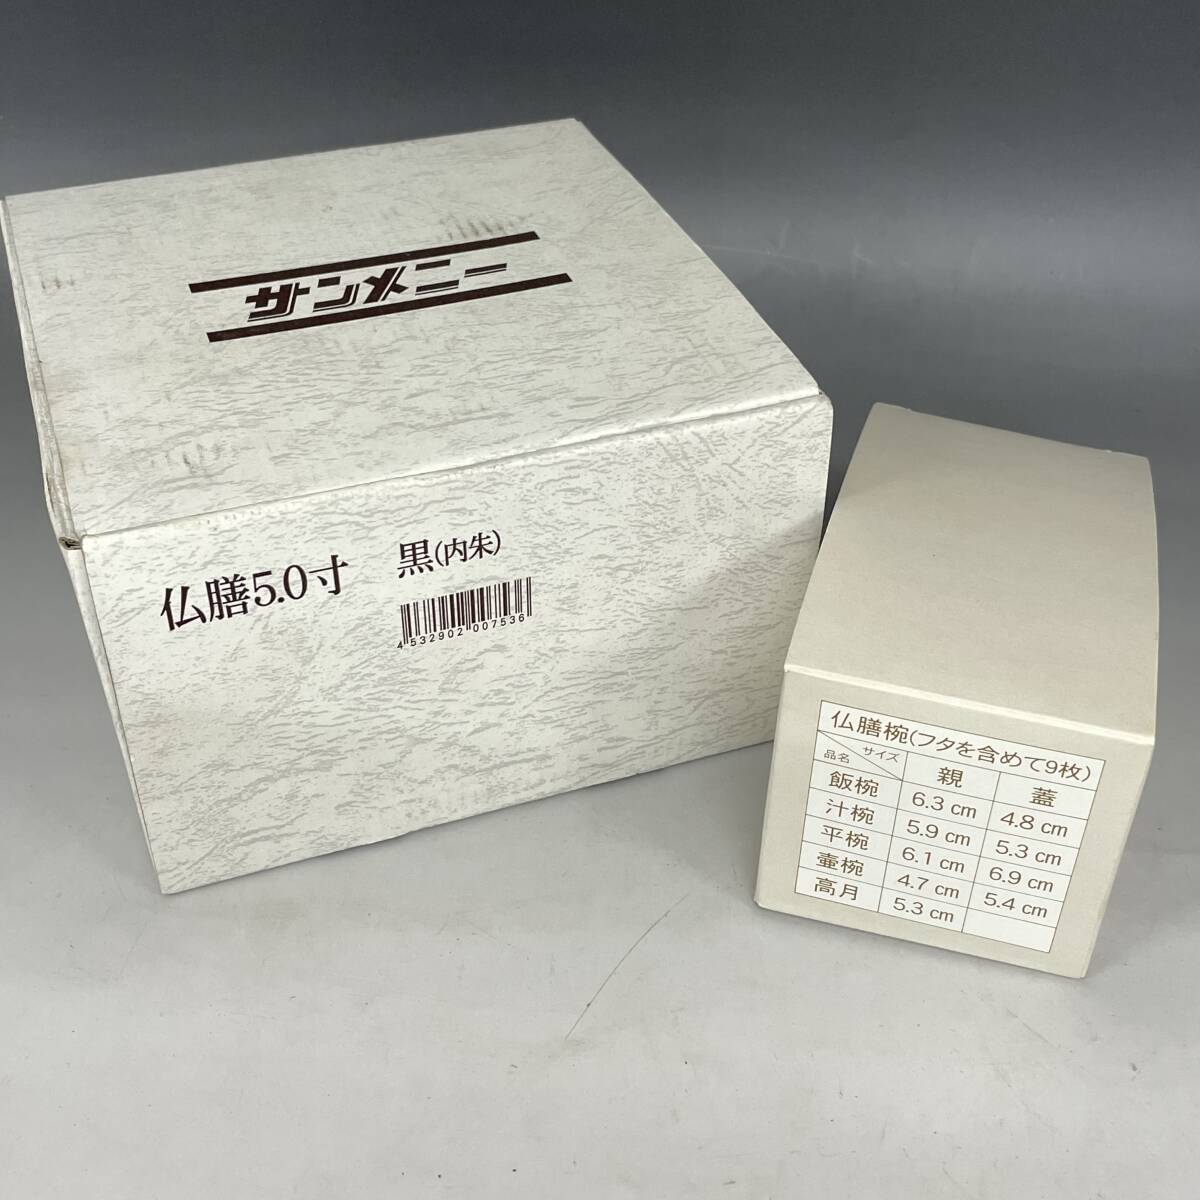 サンメニー
仏膳5.0寸 黒(内朱)
4 532902 007536
仏膳椀(フタを含めて9枚)
品名 サイズ 親 蓋
飯椀 6.3 cm 4.8 cm
汁椀 5.9 cm 5.3 cm
平椀 6.1 cm 6.9 cm
壷椀 4.7 cm 5.4 cm
高月 5.3 cm